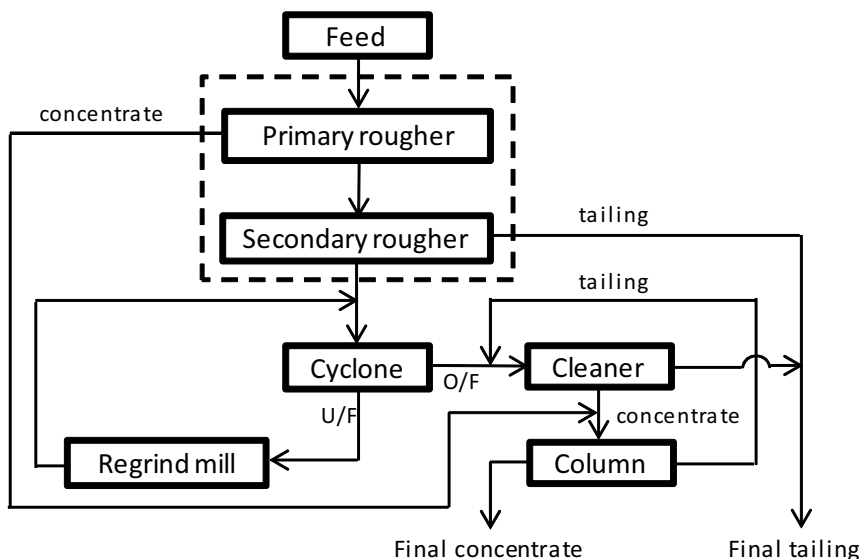 Feed
concentrate
Primary rougher
Secondary rougher
tailing
tailing
Cyclone
O/F
Cleaner
U/F
concentrate
Regrind mill
Column
Final concentrate
Final tailing